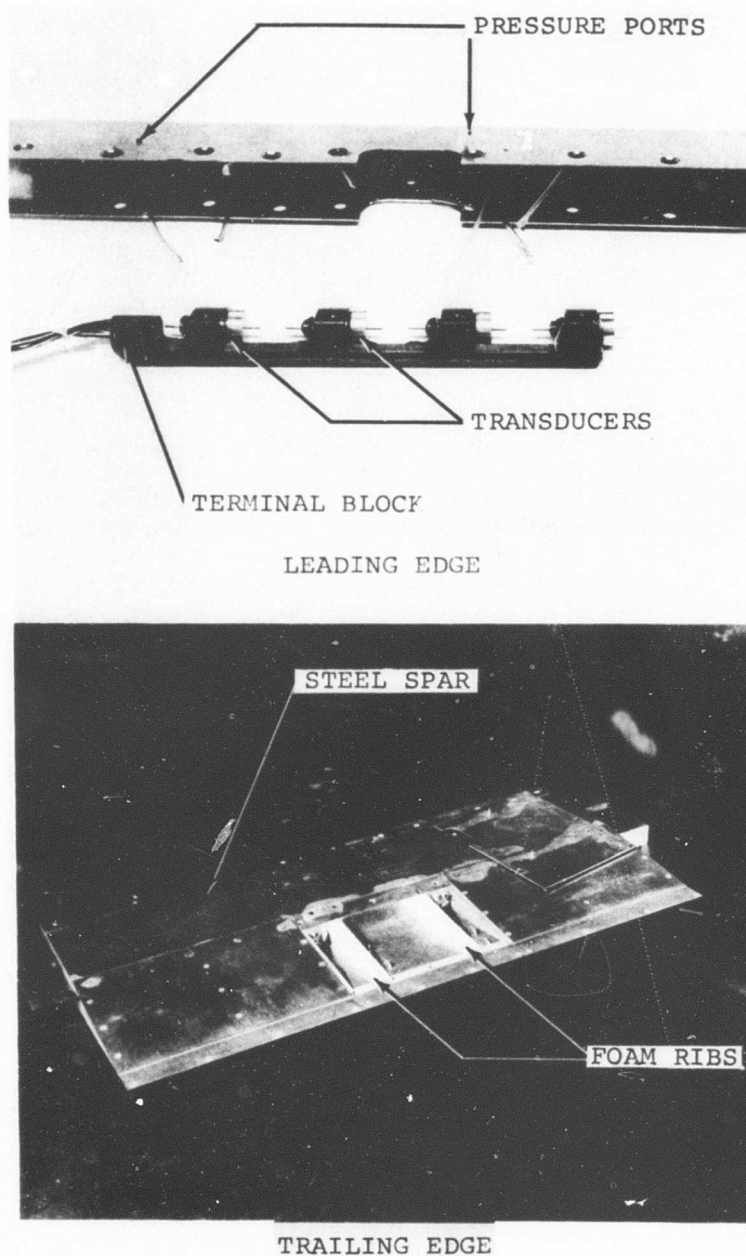 PRESSURE PORTS
TRANSDUCERS
TERMINAL BLOCK
LEADING EDGE
STEEL SPAR
FOAM RIBS
TRAILING EDGE